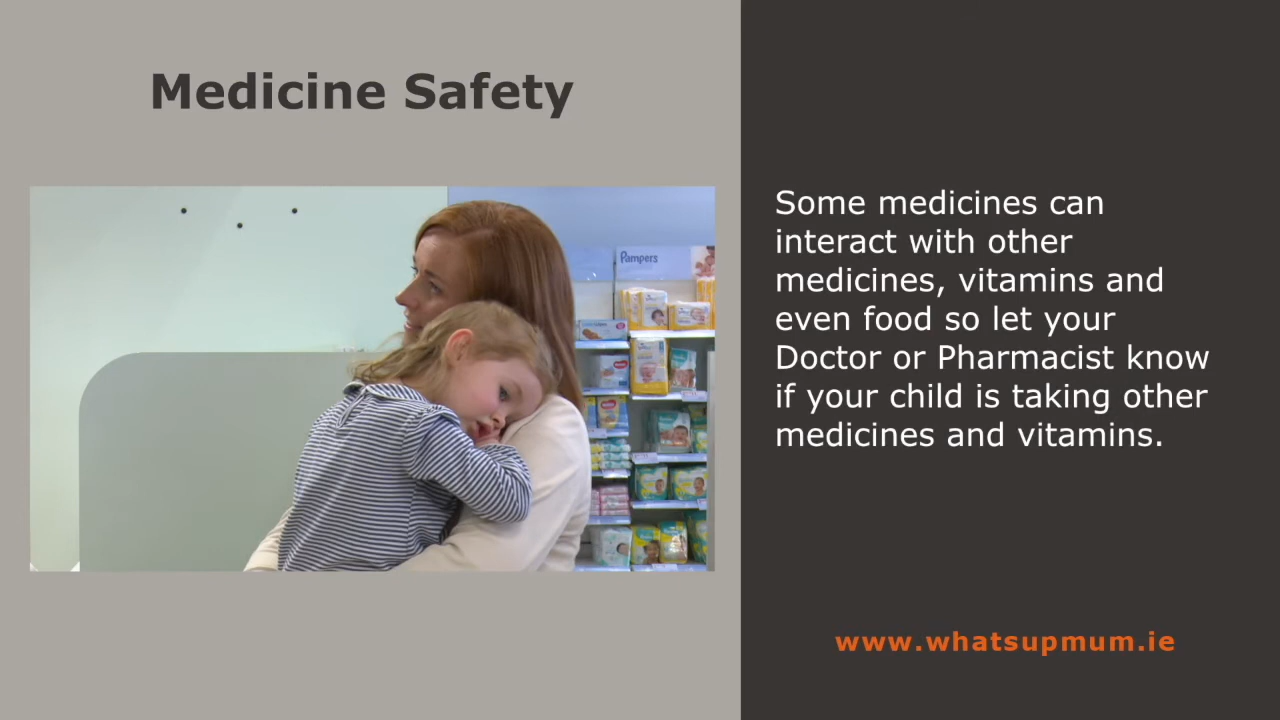 Medicine Safety
Pampers
Some medicines can
interact with other
medicines, vitamins and
even food so let your
Doctor or Pharmacist know
if your child is taking other
medicines and vitamins.
www.whatsupmum.ie